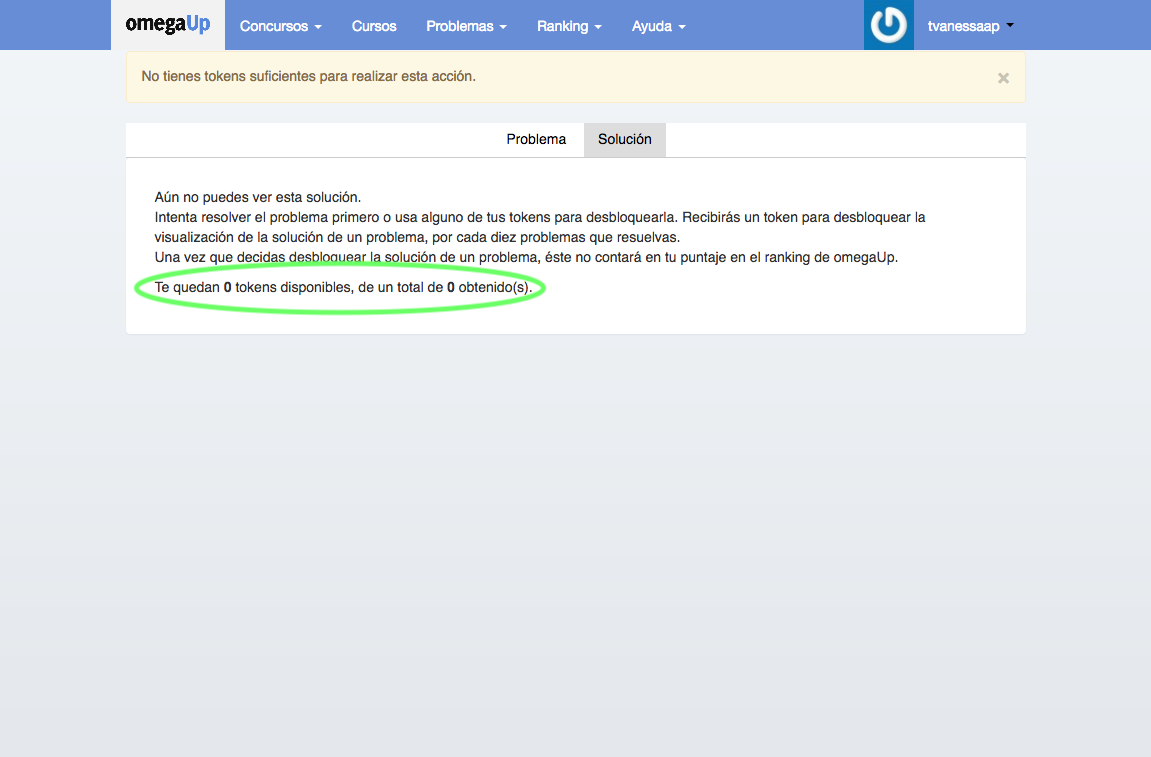 omegaUp Concursos Cursos Problemas Ranking Ayuda tvanessaap
No tienes tokens suficientes para realizar esta acción. ×
Problema Solución
Aún no puedes ver esta solución.
Intenta resolver el problema primero o usa alguno de tus tokens para desbloquearla. Recibirás un token para desbloquear la
visualización de la solución de un problema, por cada diez problemas que resuelvas.
Una vez que decidas desbloquear la solución de un problema, éste no contará en tu puntaje en el ranking de omegaUp.
Te quedan 0 tokens disponibles, de un total de 0 obtenido(s).